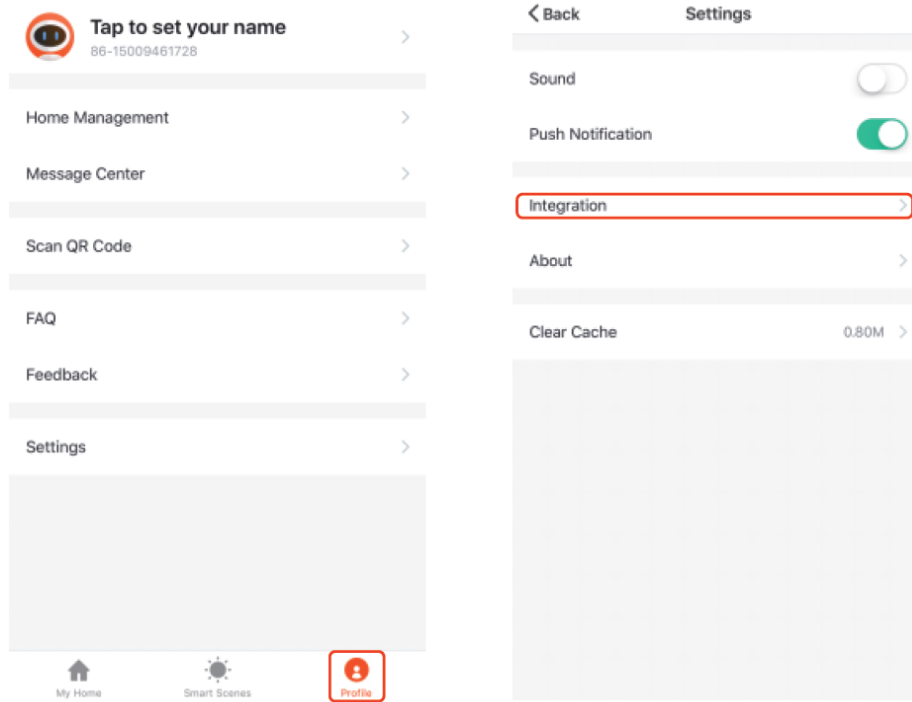 Tap to set your name
86-15009461728
Home Management
Message Center
Scan QR Code
FAQ
Feedback
Settings
My Home
Smart Scenes
Profile
Back
Settings
Sound
Push Notification
Integration
About
Clear Cache 0.80M